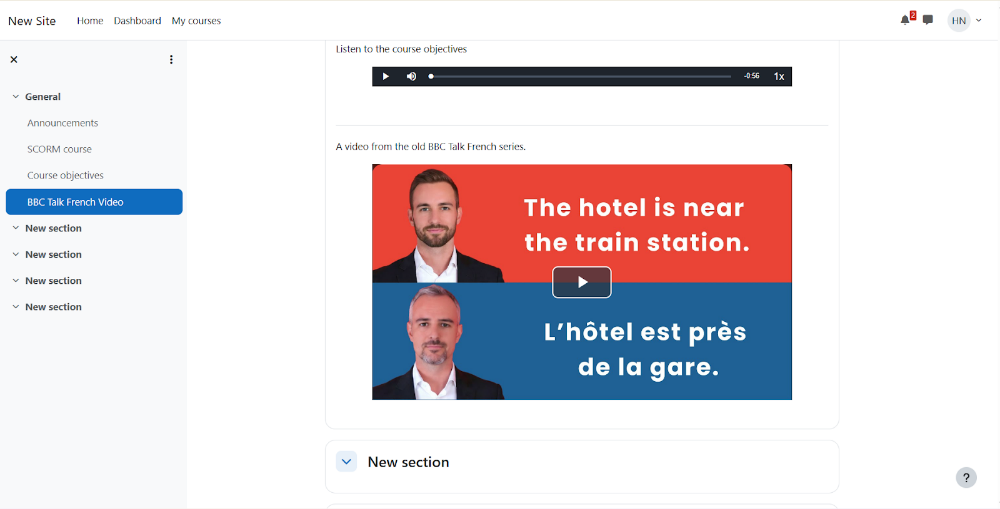 New Site Home Dashboard My courses 2 HN
General
Announcements
SCORM course
Course objectives
BBC Talk French Video
New section
New section
New section
New section
Listen to the course objectives
-0:56 1x
A video from the old BBC Talk French series.
The hotel is near
the train station.
L'hôtel est près
de la gare.
New section
?